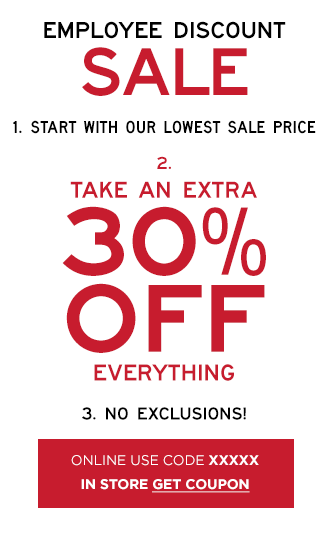 EMPLOYEE DISCOUNT
SALE
1. START WITH OUR LOWEST SALE PRICE
2.
TAKE AN EXTRA
30%
OFF
EVERYTHING
3. NO EXCLUSIONS!
ONLINE USE CODE XXXXX
IN STORE GET COUPON